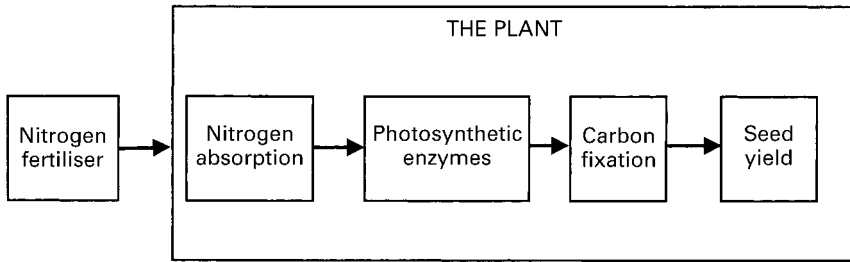 THE PLANT
Nitrogen
fertiliser
Nitrogen
absorption
Photosynthetic
enzymes
Carbon
fixation
Seed
yield